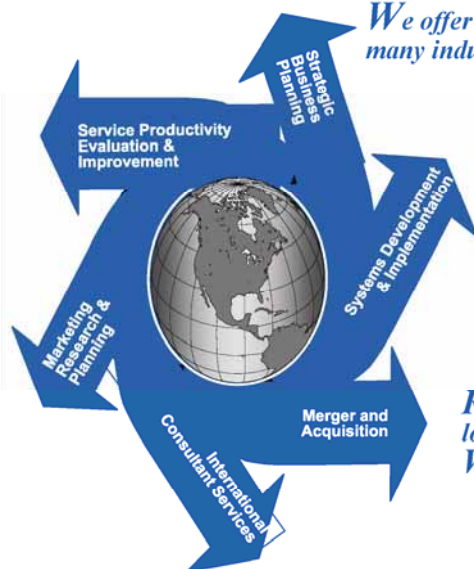 We offer
many indu
Strategic
Business
Planning
Service Productivity
Evaluation &
Improvement
Systems Development
& Implementation
Marketing
Research &
Planning
Merger and
Acquisition
International
Consultant Services